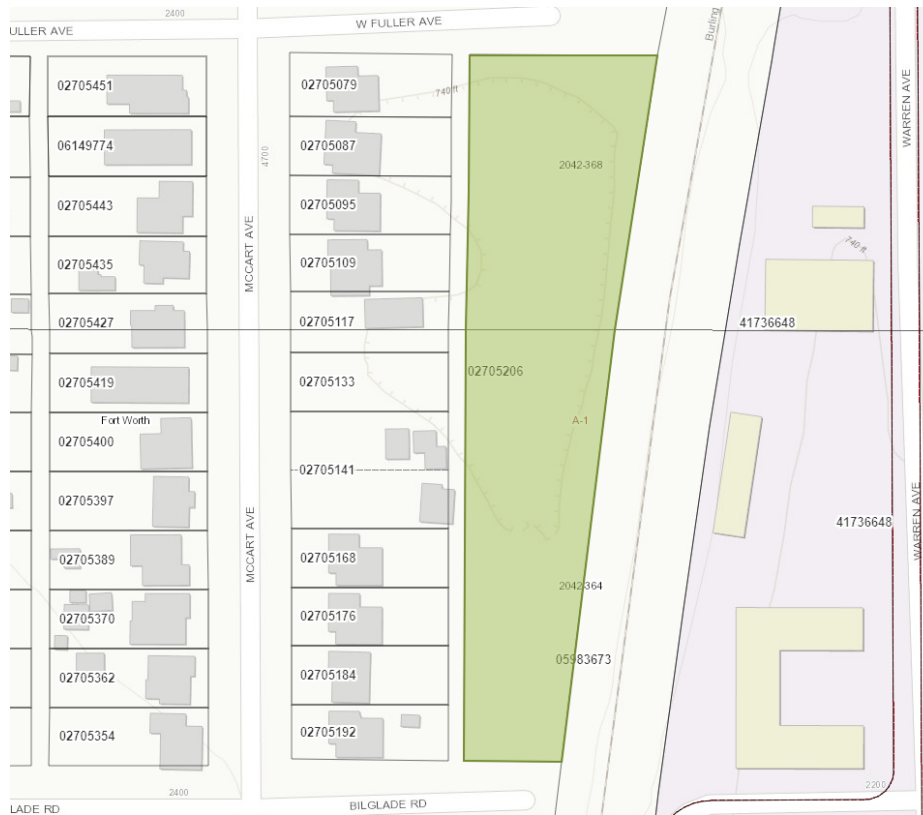 2400
W FULLER AVE
ULLER AVE
Burling
02705451
02705079
740 ft
WARREN AVE
06149774
02705087
4700
2042-368
02705443
02705095
MCCART AVE
02705435
02705109
740 ft
02705427
02705117
41736648
02705419
02705133
02705206
Fort Worth
A-1
02705400
02705141
02705397
WARREN AVE
41736648
MCCART AVE
02705389
02705168
2042-364
02705370
02705176
05983673
02705362
02705184
02705354
02705192
2400
2200
LADE RD
BILGLADE RD